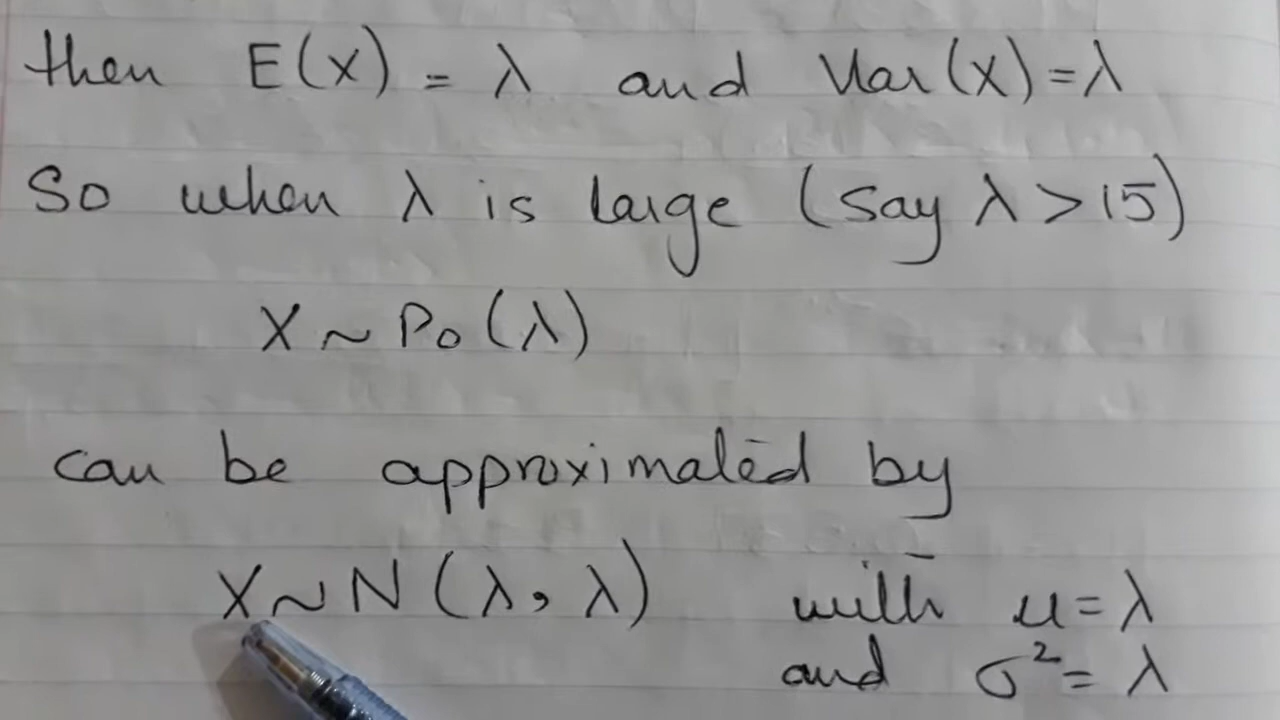 then E(X) = λ and Var(X) = λ
So when λ is large (say λ > 15)
X ~ Po(λ)
can be approximated by
X ~ N(λ, λ) with μ = λ
and σ² = λ